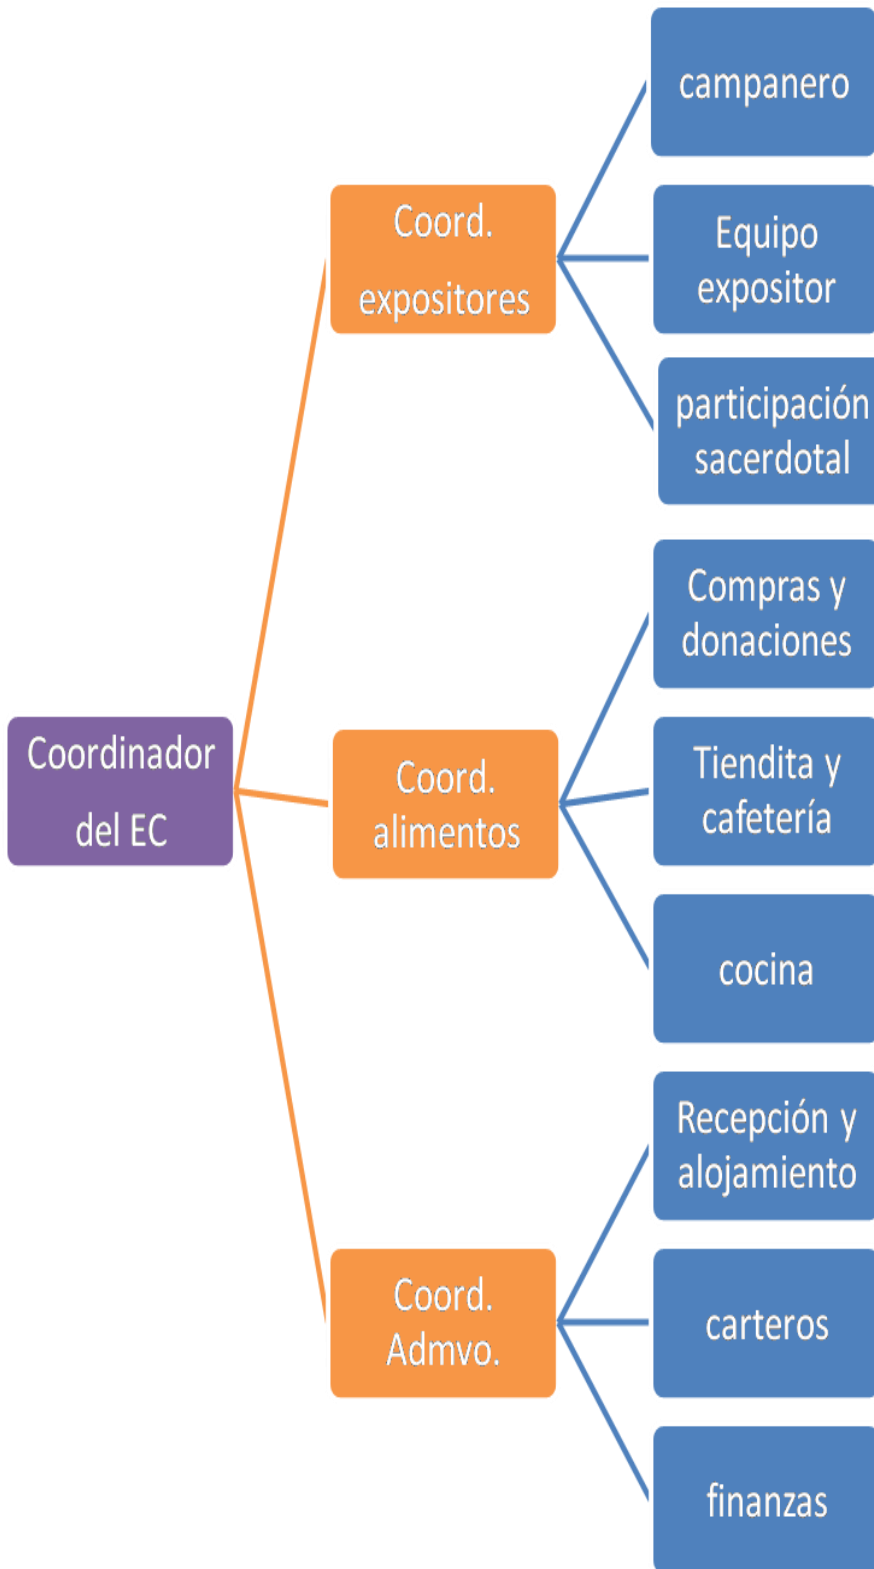 Coordinador
del EC
Coord.
expositores
campanero
Equipo
expositor
participación
sacerdotal
Coord.
alimentos
Compras y
donaciones
Tiendita y
cafetería
cocina
Coord.
Admvo.
Recepción y
alojamiento
carteros
finanzas